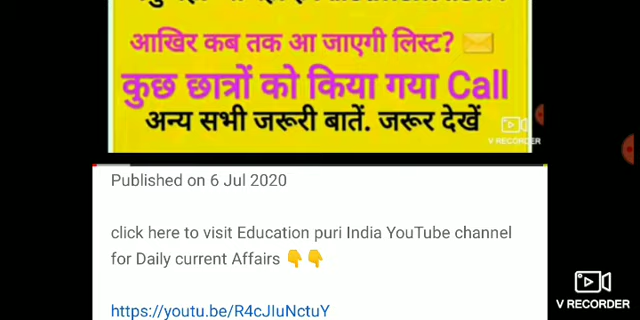 आखिर कब तक आ जाएगी लिस्ट? ✉️
कुछ छात्रों को किया गया Call
अन्य सभी जरूरी बातें. जरूर देखें
V RECORDER
Published on 6 Jul 2020
click here to visit Education puri India YouTube channel
for Daily current Affairs 👇👇
https://youtu.be/R4cJIuNctuY
V RECORDER